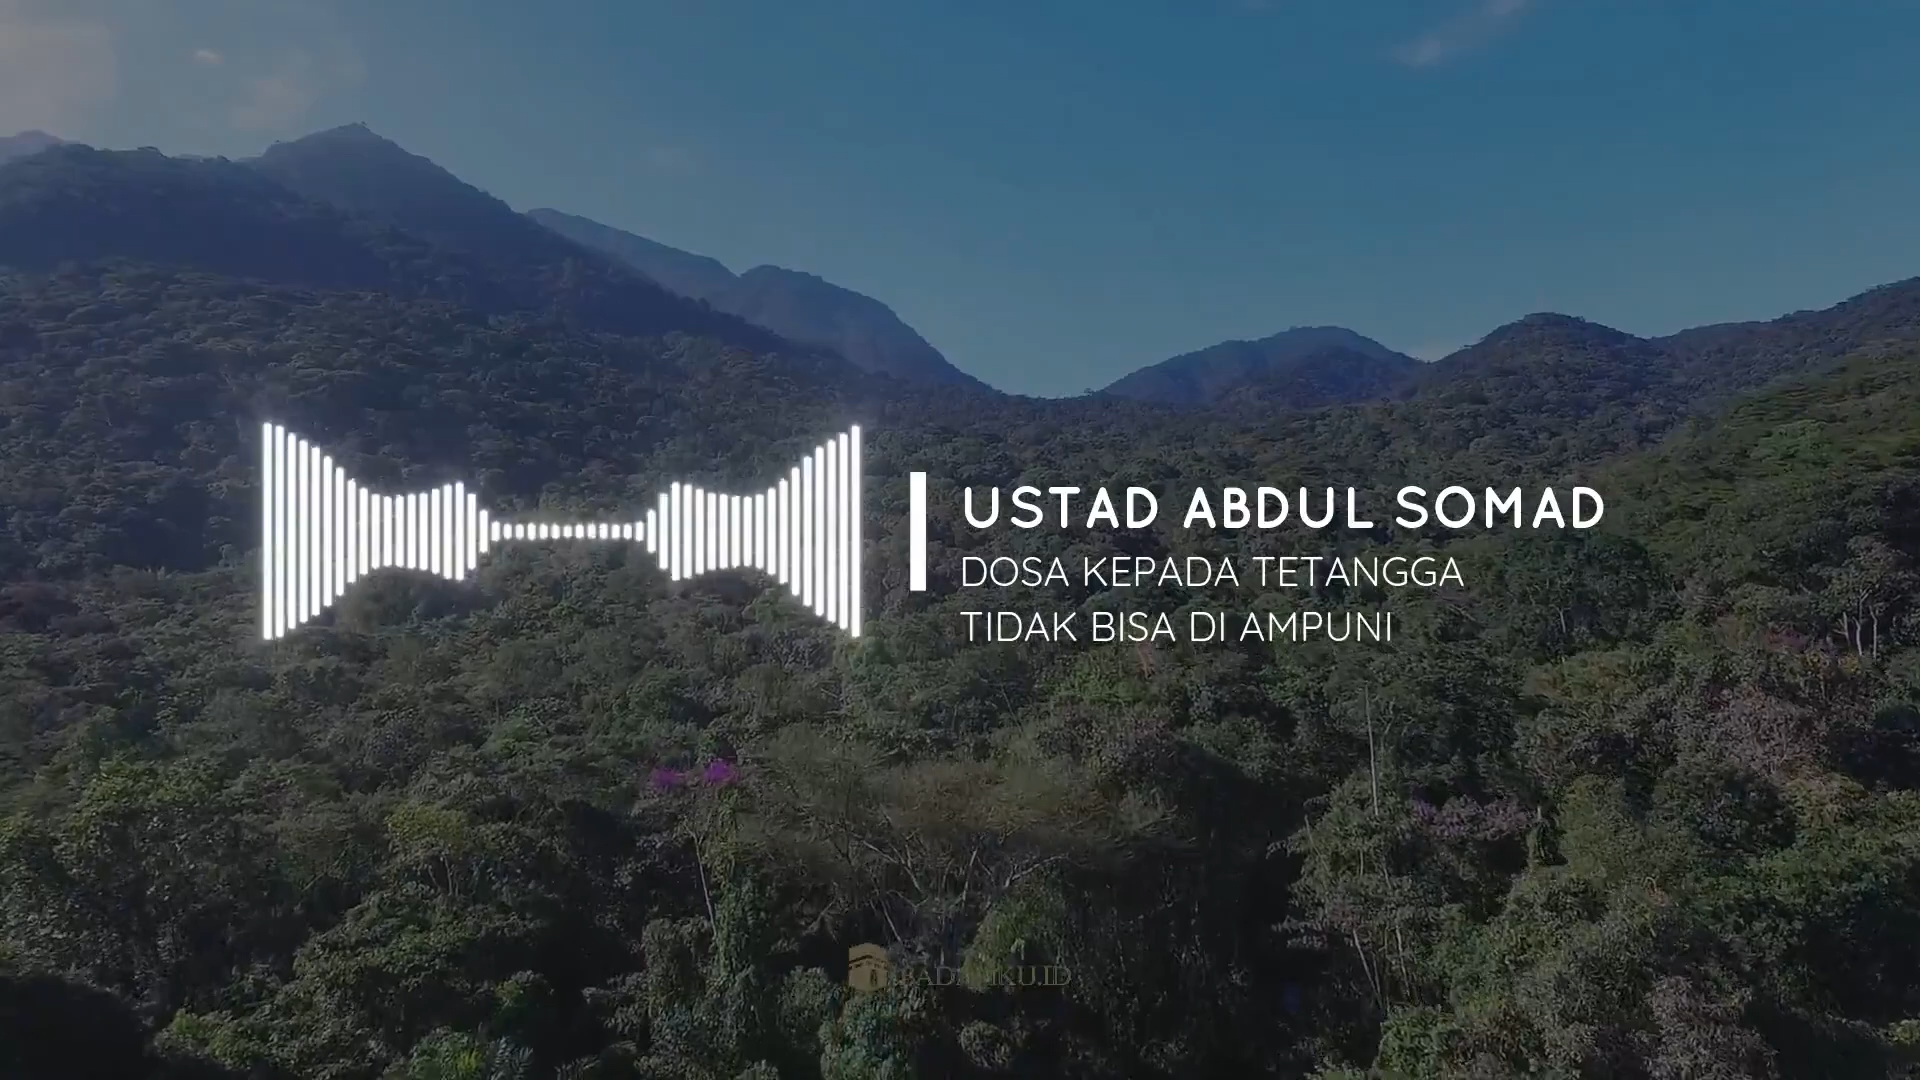 USTAD ABDUL SOMAD
DOSA KEPADA TETANGGA
TIDAK BISA DI AMPUNI